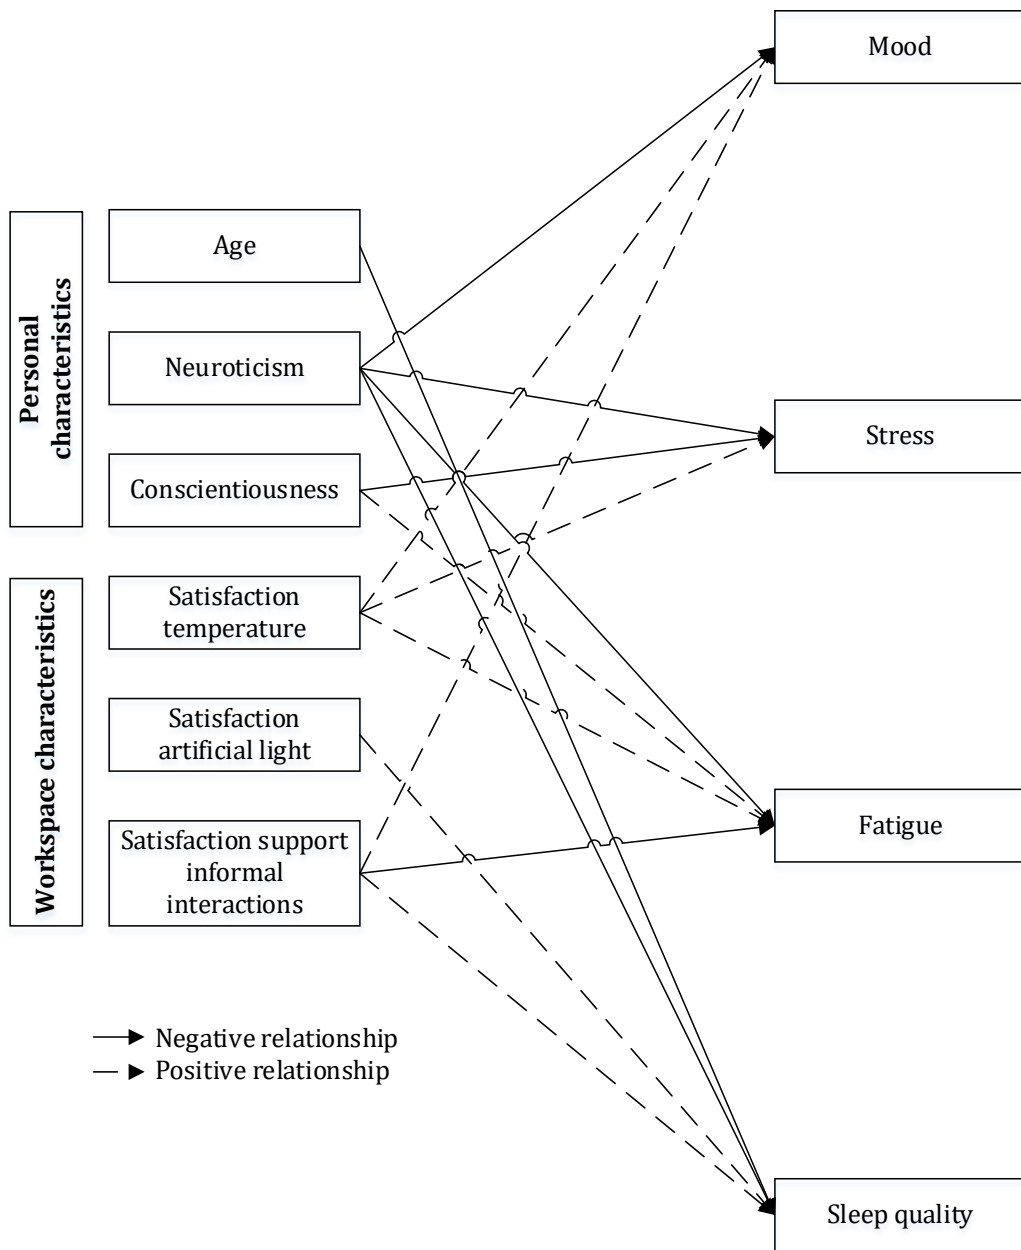 Mood
Personal
characteristics
Age
Neuroticism
Conscientiousness
Stress
Workspace characteristics
Satisfaction
temperature
Satisfaction
artificial light
Satisfaction support
informal
interactions
Fatigue
Negative relationship
Positive relationship
Sleep quality